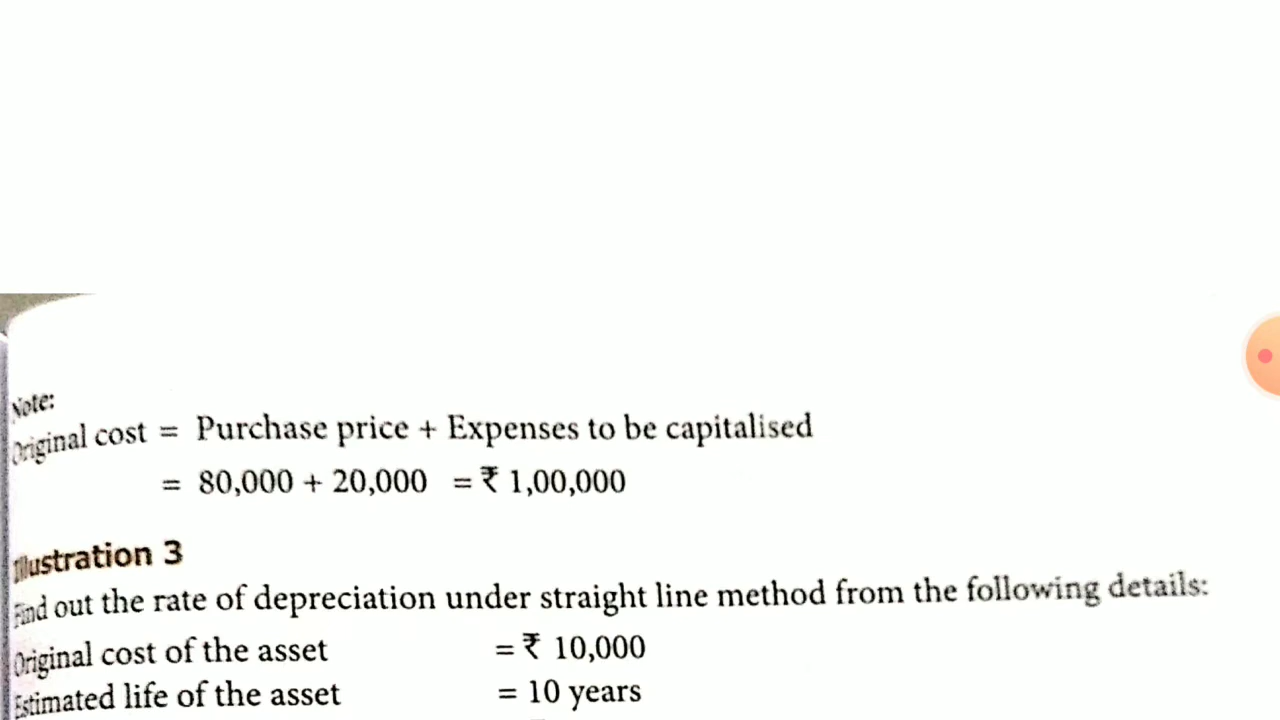 Note:
Original cost = Purchase price + Expenses to be capitalised
= 80,000 + 20,000 = ₹ 1,00,000
Illustration 3
Find out the rate of depreciation under straight line method from the following details:
Original cost of the asset = ₹ 10,000
Estimated life of the asset = 10 years